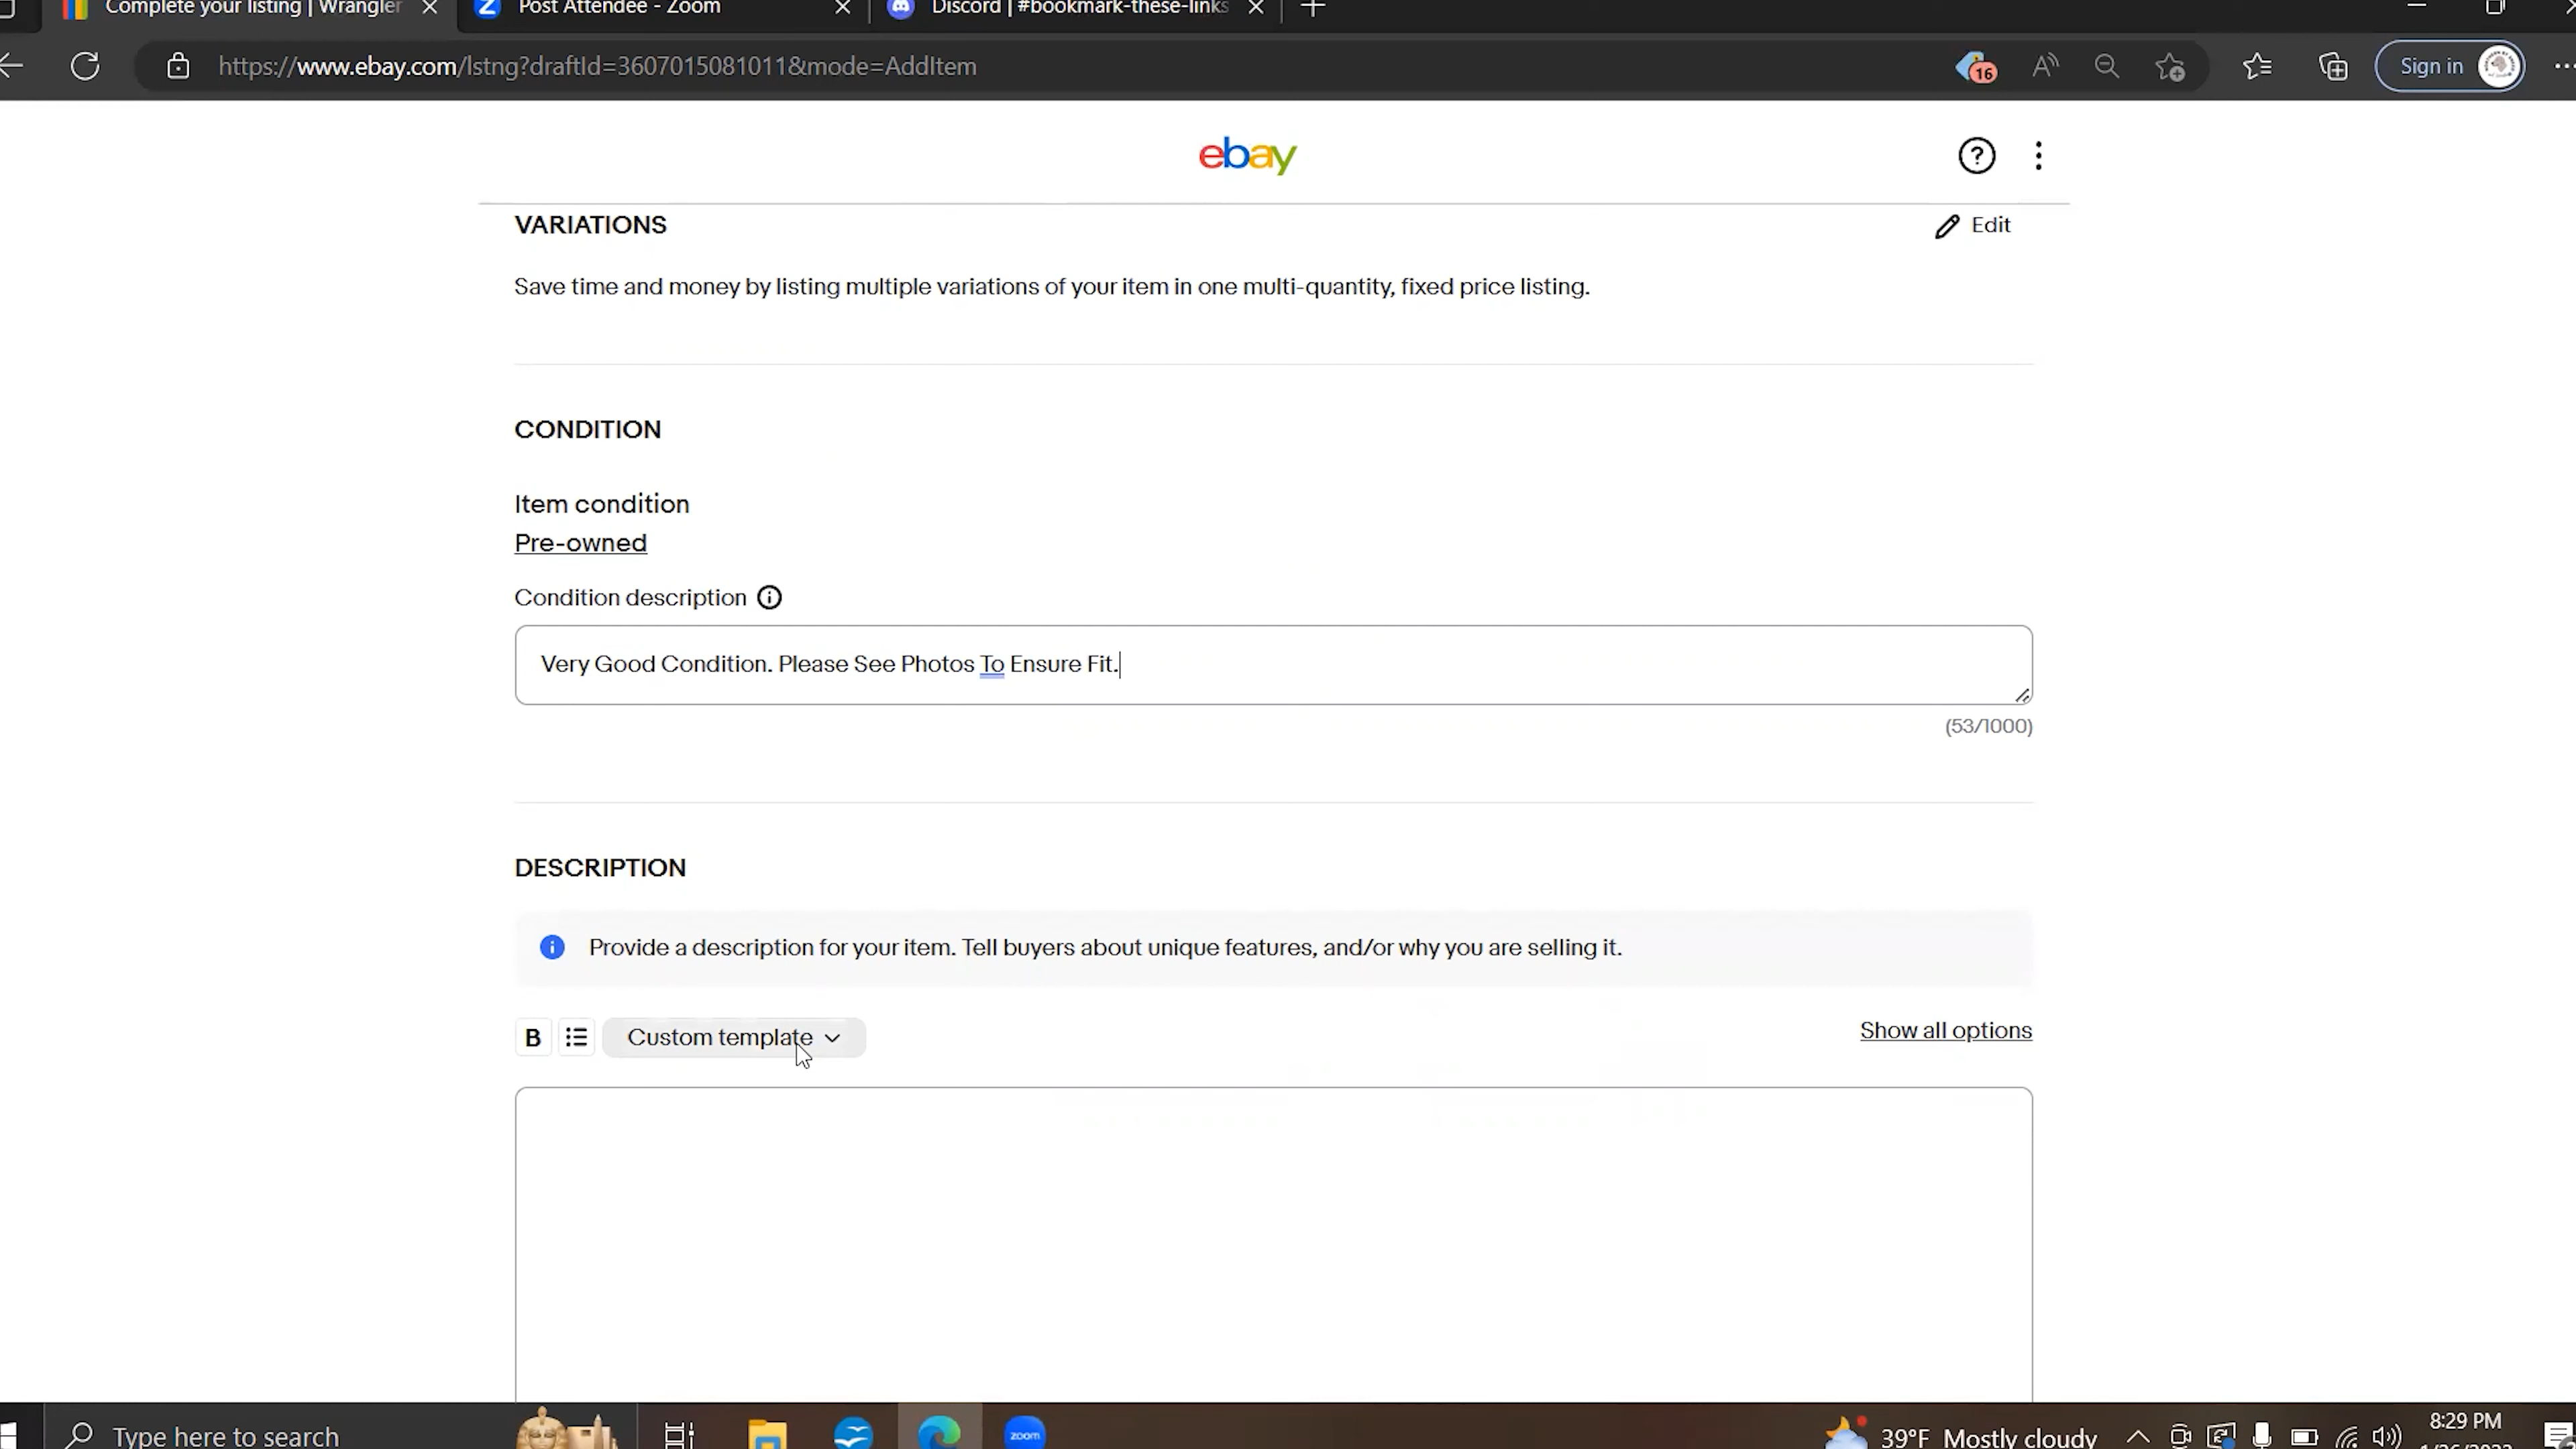 Complete your listing | Wrangler
Post Attendee - Zoom
Discord | #bookmark-these-links
https://www.ebay.com/lstng?draftId=3607015081011&mode=AddItem
16
Sign in
ebay
VARIATIONS
Edit
Save time and money by listing multiple variations of your item in one multi-quantity, fixed price listing.
CONDITION
Item condition
Pre-owned
Condition description
Very Good Condition. Please See Photos To Ensure Fit.
(53/1000)
DESCRIPTION
Provide a description for your item. Tell buyers about unique features, and/or why you are selling it.
B
Custom template
Show all options
Type here to search
zoom
39°F Mostly cloudy
8:29 PM